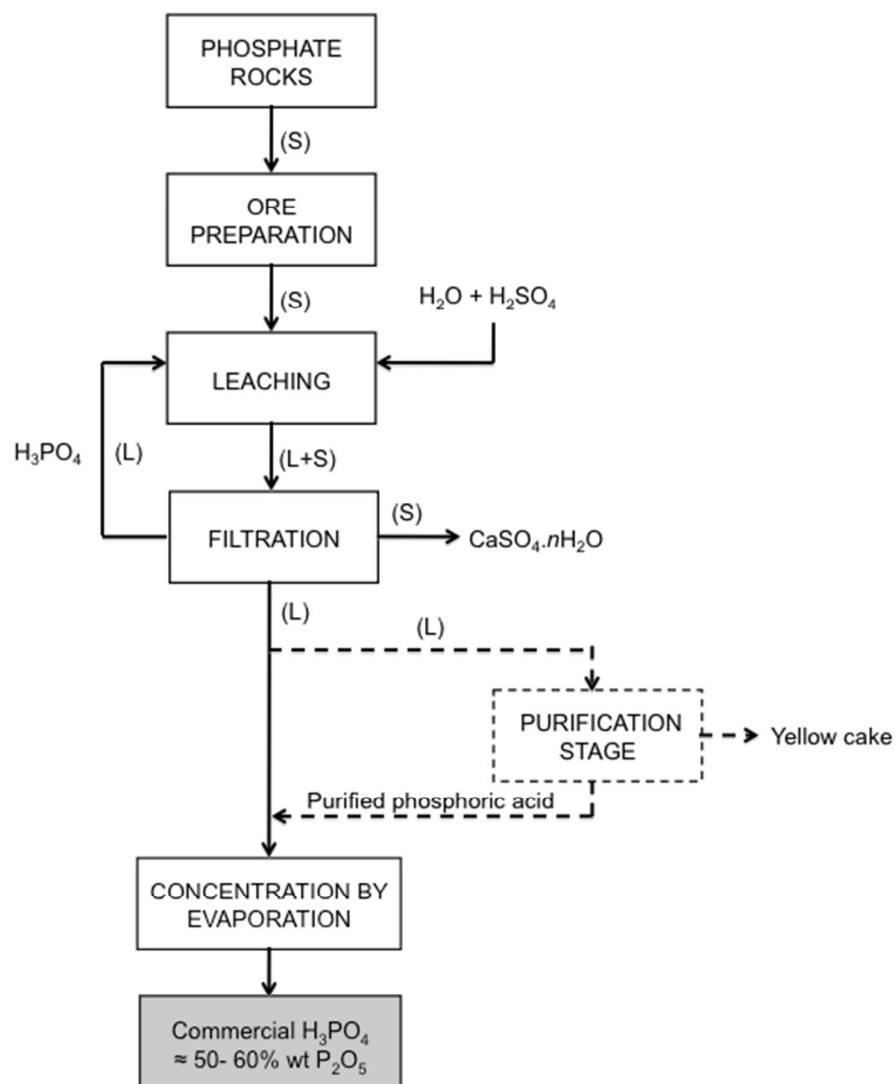 PHOSPHATE
ROCKS
(S)
ORE
PREPARATION
(S)
H₂O + H₂SO₄
LEACHING
H₃PO₄
(L)
(L+S)
FILTRATION
(S)
CaSO₄.nH₂O
(L)
(L)
PURIFICATION
STAGE
Yellow cake
Purified phosphoric acid
CONCENTRATION BY
EVAPORATION
Commercial H₃PO₄
≈ 50- 60% wt P₂O₅